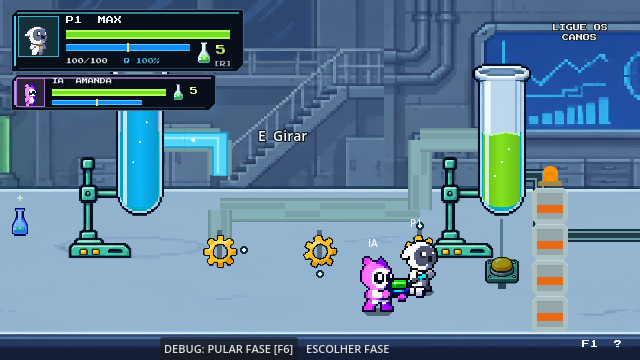 P1 MAX
5
100/100 Q 100% [R]
IA AMANDA
5
LIGUE OS
CANOS
E Girar
P1
IA
DEBUG: PULAR FASE [F6] ESCOLHER FASE
F1 ?